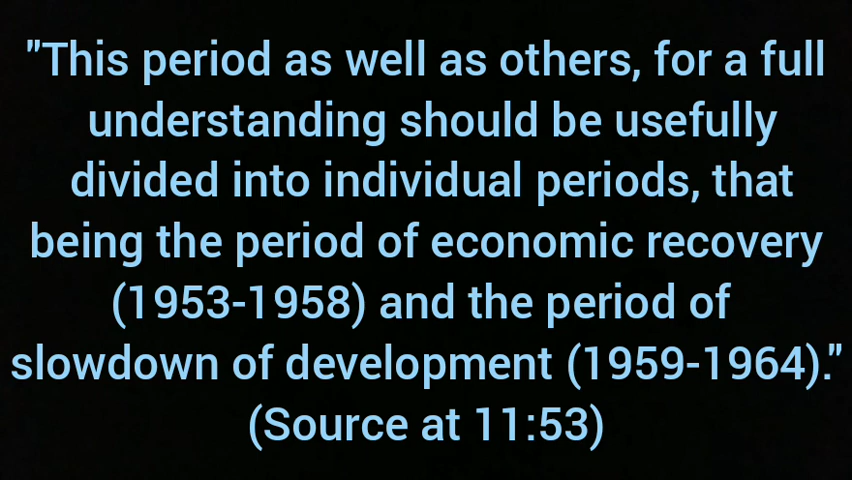 "This period as well as others, for a full
understanding should be usefully
divided into individual periods, that
being the period of economic recovery
(1953-1958) and the period of
slowdown of development (1959-1964)."
(Source at 11:53)